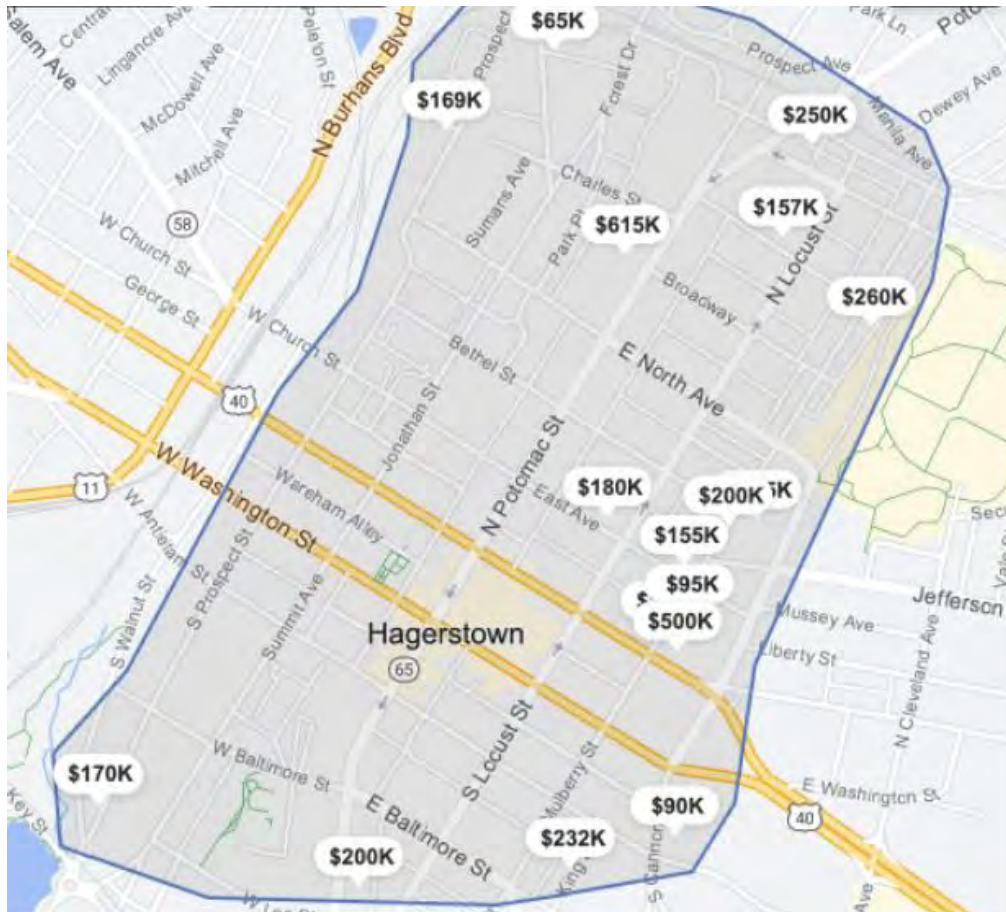 $65K
Park Ln
Salem Ave
Central
Linganore Ave
Pelelon St
Prospect
Prospect Ave
McDowell Ave
N Burhans Blvd
Forest Dr
Dewey Ave
$169K
$250K
Manila Ave
Mitchell Ave
Charles St
Sumans Ave
58
W Church St
$157K
$615K
Park Pl
N Locust St
George St
Broadway
$260K
W Church St
Bethel St
E North Ave
40
Jonathan St
11
W Washington St
Wareham Alley
N Potomac St
East Ave
$180K
$200K
K
W Antietam St
$155K
S Prospect St
Summit Ave
$95K
Jefferson
$
$500K
Mussey Ave
S Walnut St
Hagerstown
65
Liberty St
N Cleveland Ave
S Locust St
W Baltimore St
$170K
Mulberry St
E Washington St
Key St
$90K
40
E Baltimore St
$232K
$200K
King
S Cannon
Ave